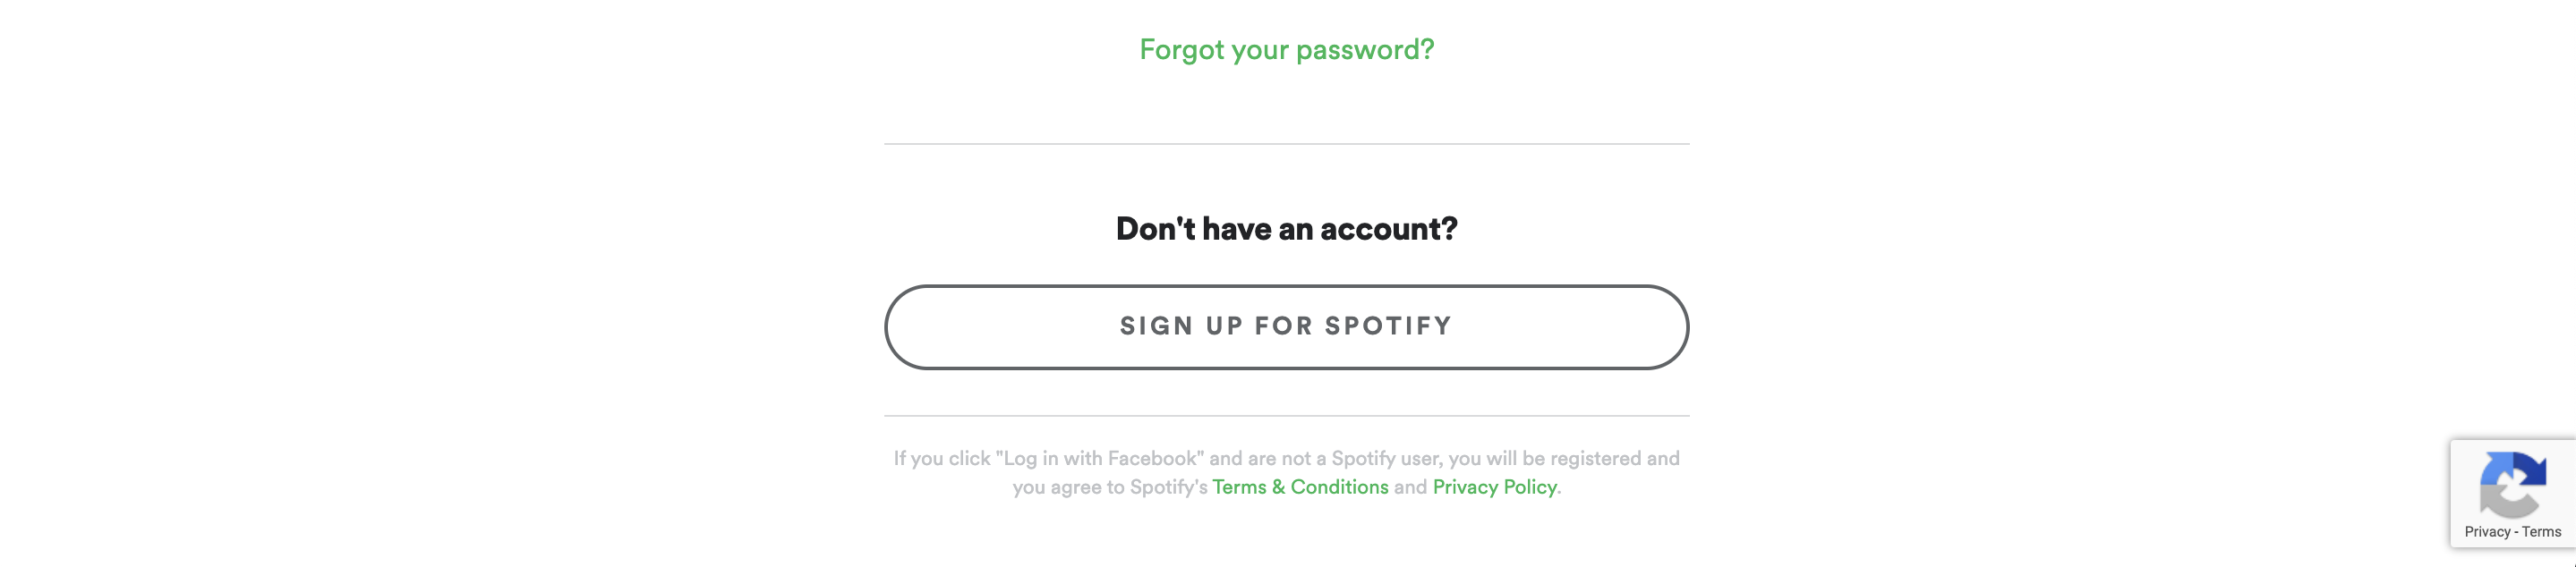 Forgot your password?
Don't have an account?
SIGN UP FOR SPOTIFY
If you click "Log in with Facebook" and are not a Spotify user, you will be registered and
you agree to Spotify's Terms & Conditions and Privacy Policy.
Privacy - Terms